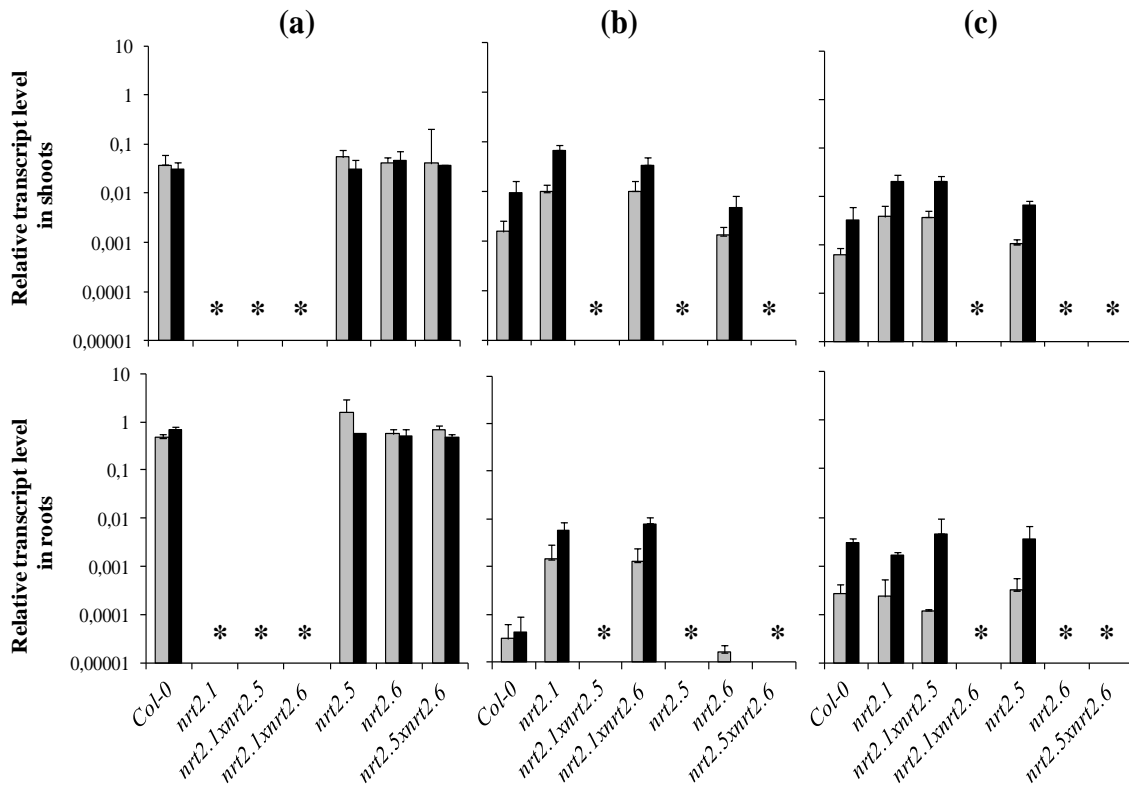 (a) (b) (c)
Relative transcript level
in shoots
10
1
0,1
0,01
0,001
0,0001
0,00001
* * *
* * *
* * *
Relative transcript level
in roots
10
1
0,1
0,01
0,001
0,0001
0,00001
* * *
* * *
* * *
Col-0
nrt2.1
nrt2.1xnrt2.5
nrt2.1xnrt2.6
nrt2.5
nrt2.6
nrt2.5xnrt2.6
Col-0
nrt2.1
nrt2.1xnrt2.5
nrt2.1xnrt2.6
nrt2.5
nrt2.6
nrt2.5xnrt2.6
Col-0
nrt2.1
nrt2.1xnrt2.5
nrt2.1xnrt2.6
nrt2.5
nrt2.6
nrt2.5xnrt2.6